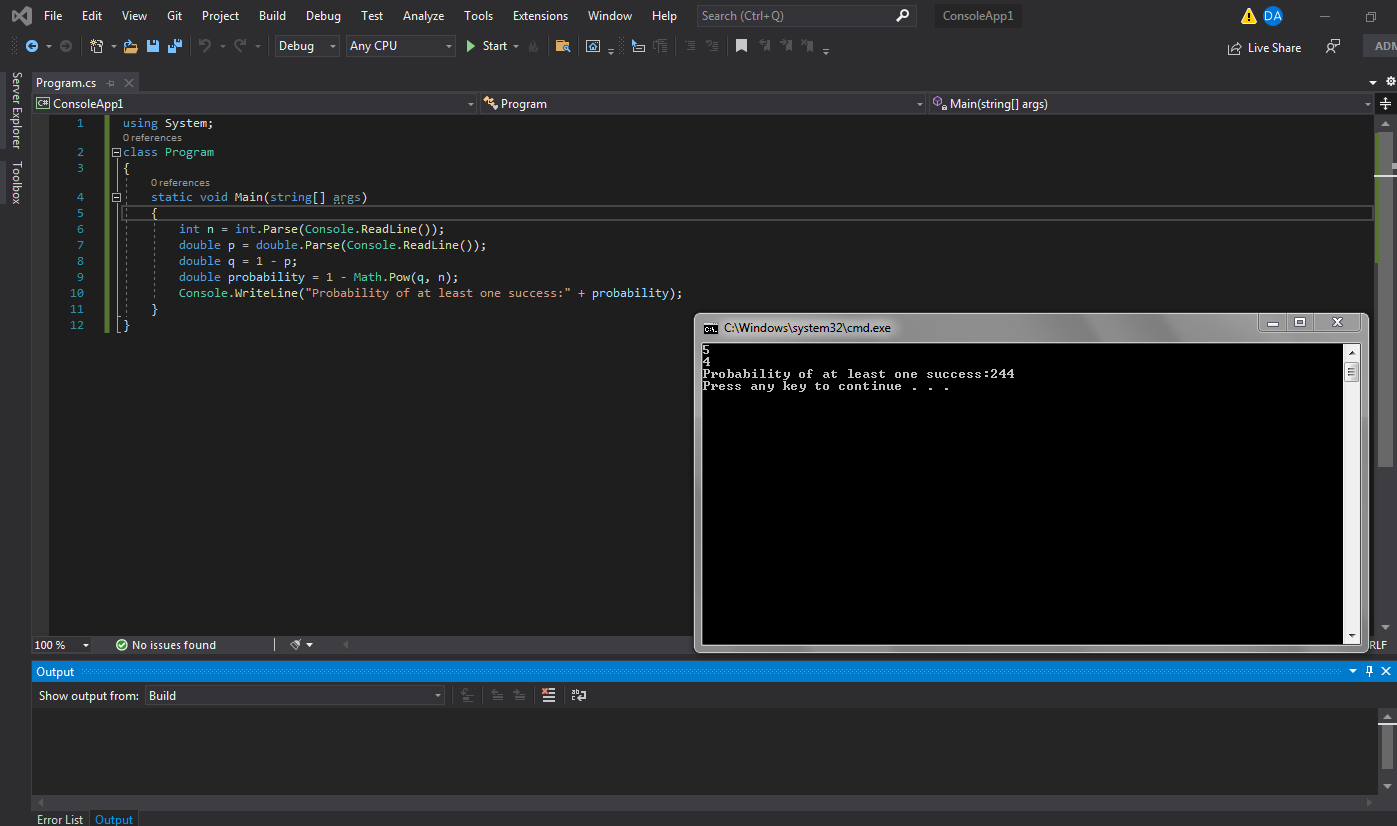 File Edit View Git Project Build Debug Test Analyze Tools Extensions Window Help Search (Ctrl+Q) ConsoleApp1 DA
Debug Any CPU Start Live Share ADM
Server Explorer
Toolbox
Program.cs
C# ConsoleApp1 Program Main(string[] args)
1 using System;
0 references
2 class Program
3 {
0 references
4 static void Main(string[] args)
5 {
6 int n = int.Parse(Console.ReadLine());
7 double p = double.Parse(Console.ReadLine());
8 double q = 1 - p;
9 double probability = 1 - Math.Pow(q, n);
10 Console.WriteLine("Probability of at least one success:" + probability);
11 }
12 }
C:\Windows\system32\cmd.exe
5
4
Probability of at least one success:244
Press any key to continue . . .
100 % No issues found RLF
Output
Show output from: Build
Error List Output